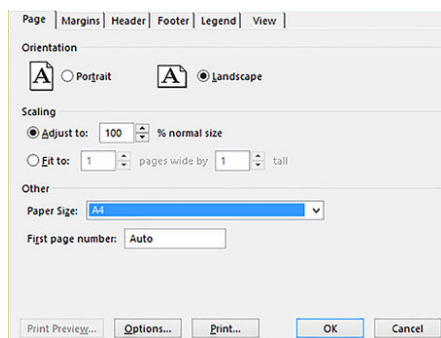 Page Margins Header Footer Legend View
Orientation
A Portrait A Landscape
Scaling
Adjust to: 100 % normal size
Fit to: 1 pages wide by 1 tall
Other
Paper Size: A4
First page number: Auto
Print Preview... Options... Print... OK Cancel